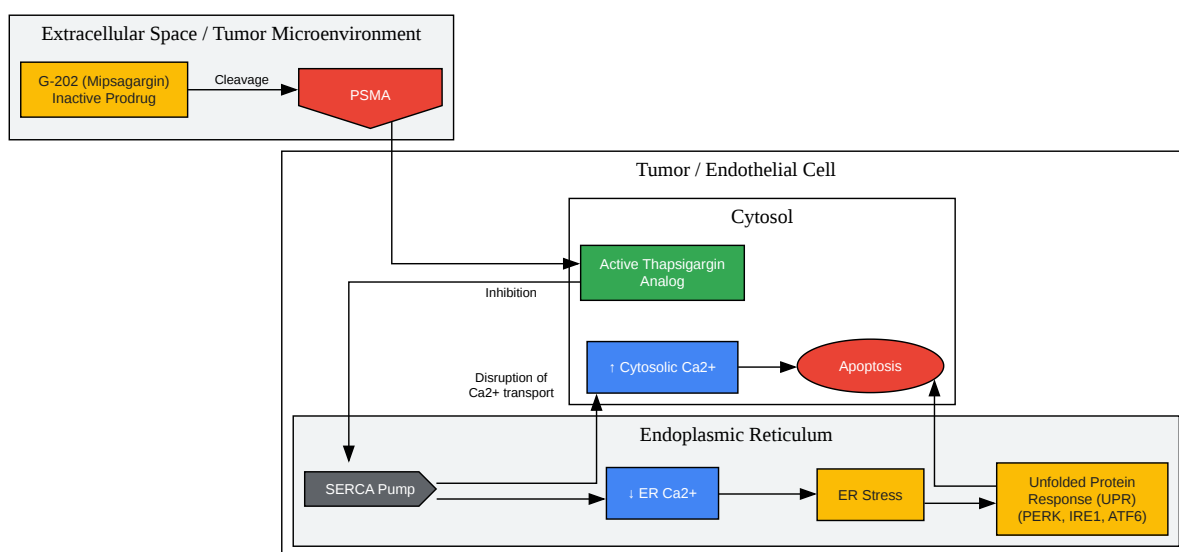 Extracellular Space / Tumor Microenvironment
G-202 (Mipsagargin)
Inactive Prodrug
Cleavage
PSMA
Tumor / Endothelial Cell
Cytosol
Active Thapsigargin
Analog
Inhibition
↑ Cytosolic Ca2+
Apoptosis
Disruption of
Ca2+ transport
Endoplasmic Reticulum
SERCA Pump
↓ ER Ca2+
ER Stress
Unfolded Protein
Response (UPR)
(PERK, IRE1, ATF6)